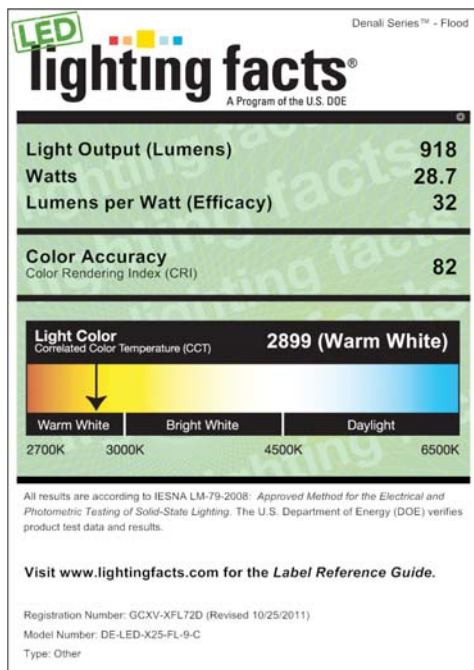 Denali Series™ - Flood
LED
lighting facts®
A Program of the U.S. DOE
Light Output (Lumens) 918
Watts 28.7
Lumens per Watt (Efficacy) 32
Color Accuracy
Color Rendering Index (CRI) 82
Light Color
Correlated Color Temperature (CCT) 2899 (Warm White)
Warm White Bright White Daylight
2700K 3000K 4500K 6500K
All results are according to IESNA LM-79-2008: Approved Method for the Electrical and
Photometric Testing of Solid-State Lighting. The U.S. Department of Energy (DOE) verifies
product test data and results.
Visit www.lightingfacts.com for the Label Reference Guide.
Registration Number: GCXV-XFL72D (Revised 10/25/2011)
Model Number: DE-LED-X25-FL-9-C
Type: Other